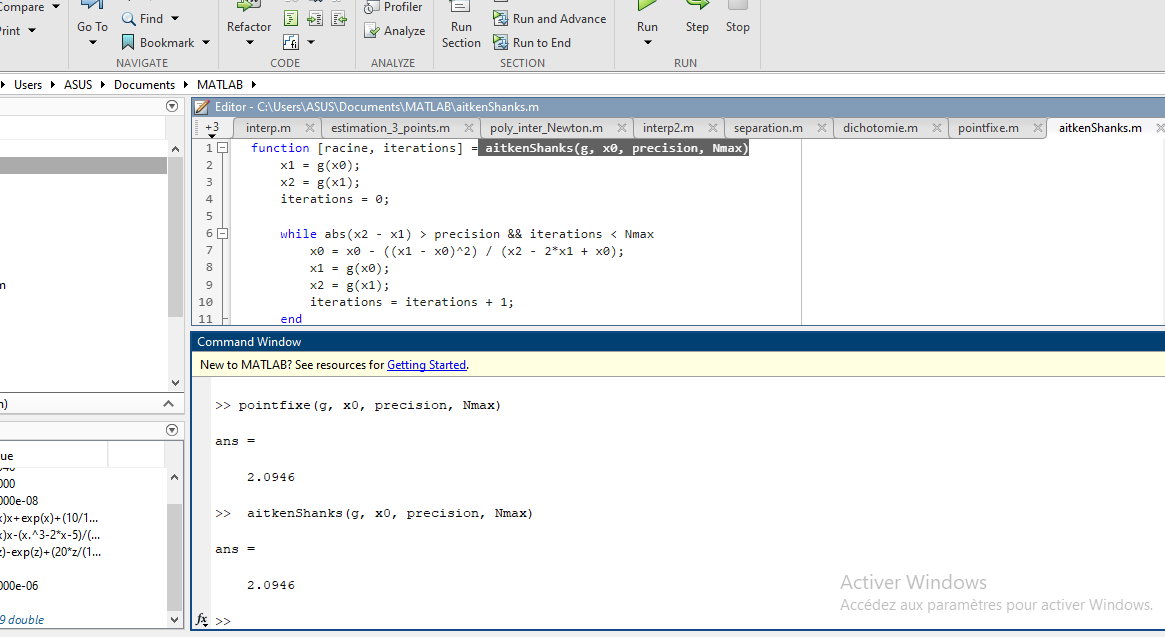 Compare
Print
Go To
Find
Bookmark
NAVIGATE
Refactor
CODE
Profiler
Analyze
ANALYZE
Run
Section
Run and Advance
Run to End
SECTION
Run
Step
Stop
RUN
Users ASUS Documents MATLAB
Editor - C:\Users\ASUS\Documents\MATLAB\aitkenShanks.m
+3 interp.m estimation_3_points.m poly_inter_Newton.m interp2.m separation.m dichotomie.m pointfixe.m aitkenShanks.m
1 function [racine, iterations] = aitkenShanks(g, x0, precision, Nmax)
2 x1 = g(x0);
3 x2 = g(x1);
4 iterations = 0;
5
6 while abs(x2 - x1) > precision && iterations < Nmax
7 x0 = x0 - ((x1 - x0)^2) / (x2 - 2*x1 + x0);
8 x1 = g(x0);
9 x2 = g(x1);
10 iterations = iterations + 1;
11 end
m
n)
ue
000
000e-08
x)x+exp(x)+(10/1...
x)x-(x.^3-2*x-5)/(...
z)-exp(z)+(20*z/(1...
000e-06
9 double
Command Window
New to MATLAB? See resources for Getting Started.
>> pointfixe(g, x0, precision, Nmax)
ans =
2.0946
>> aitkenShanks(g, x0, precision, Nmax)
ans =
2.0946
fx >>
Activer Windows
Accédez aux paramètres pour activer Windows.